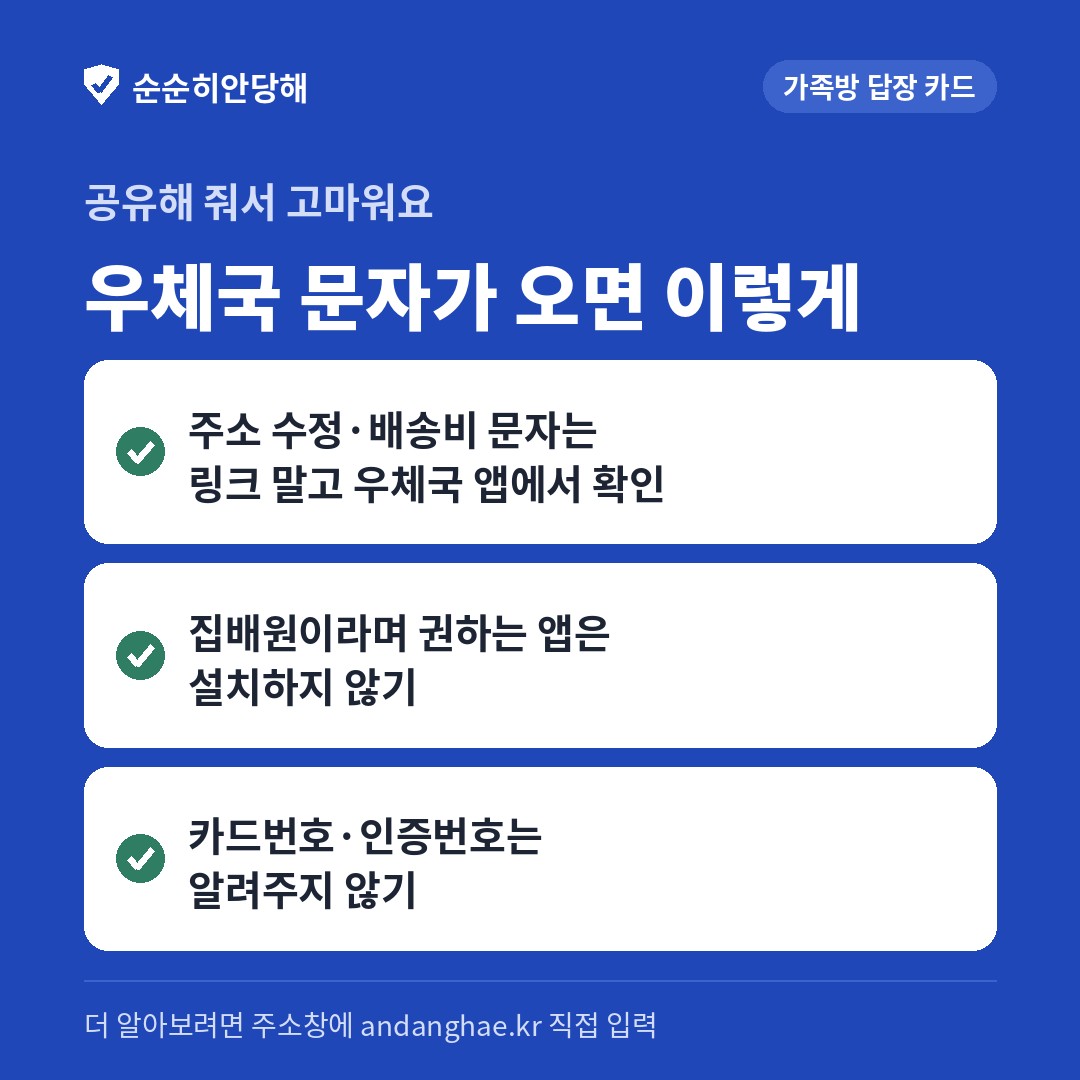 순순히안당해
가족방 답장 카드
공유해 줘서 고마워요
우체국 문자가 오면 이렇게
주소 수정·배송비 문자는
링크 말고 우체국 앱에서 확인
집배원이라며 권하는 앱은
설치하지 않기
카드번호·인증번호는
알려주지 않기
더 알아보려면 주소창에 andanghae.kr 직접 입력